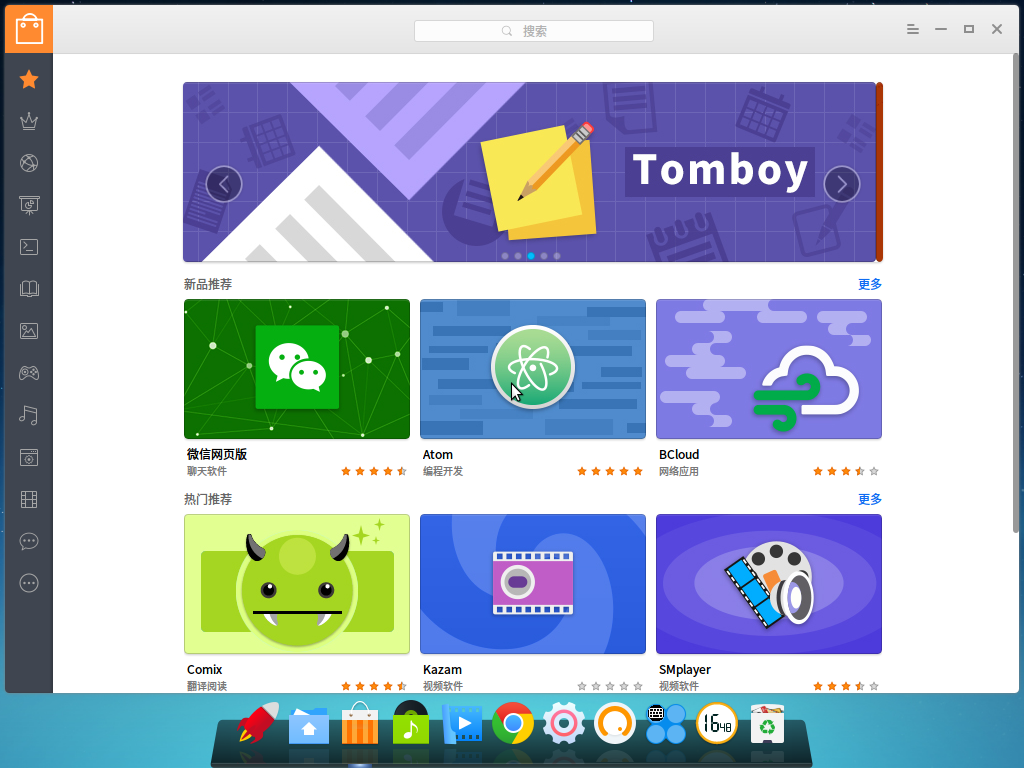 搜索
Tomboy
新品推荐 更多
微信网页版 Atom BCloud
聊天软件 编程开发 网络应用
热门推荐 更多
Comix Kazam SMplayer
翻译阅读 视频软件 视频软件
1648